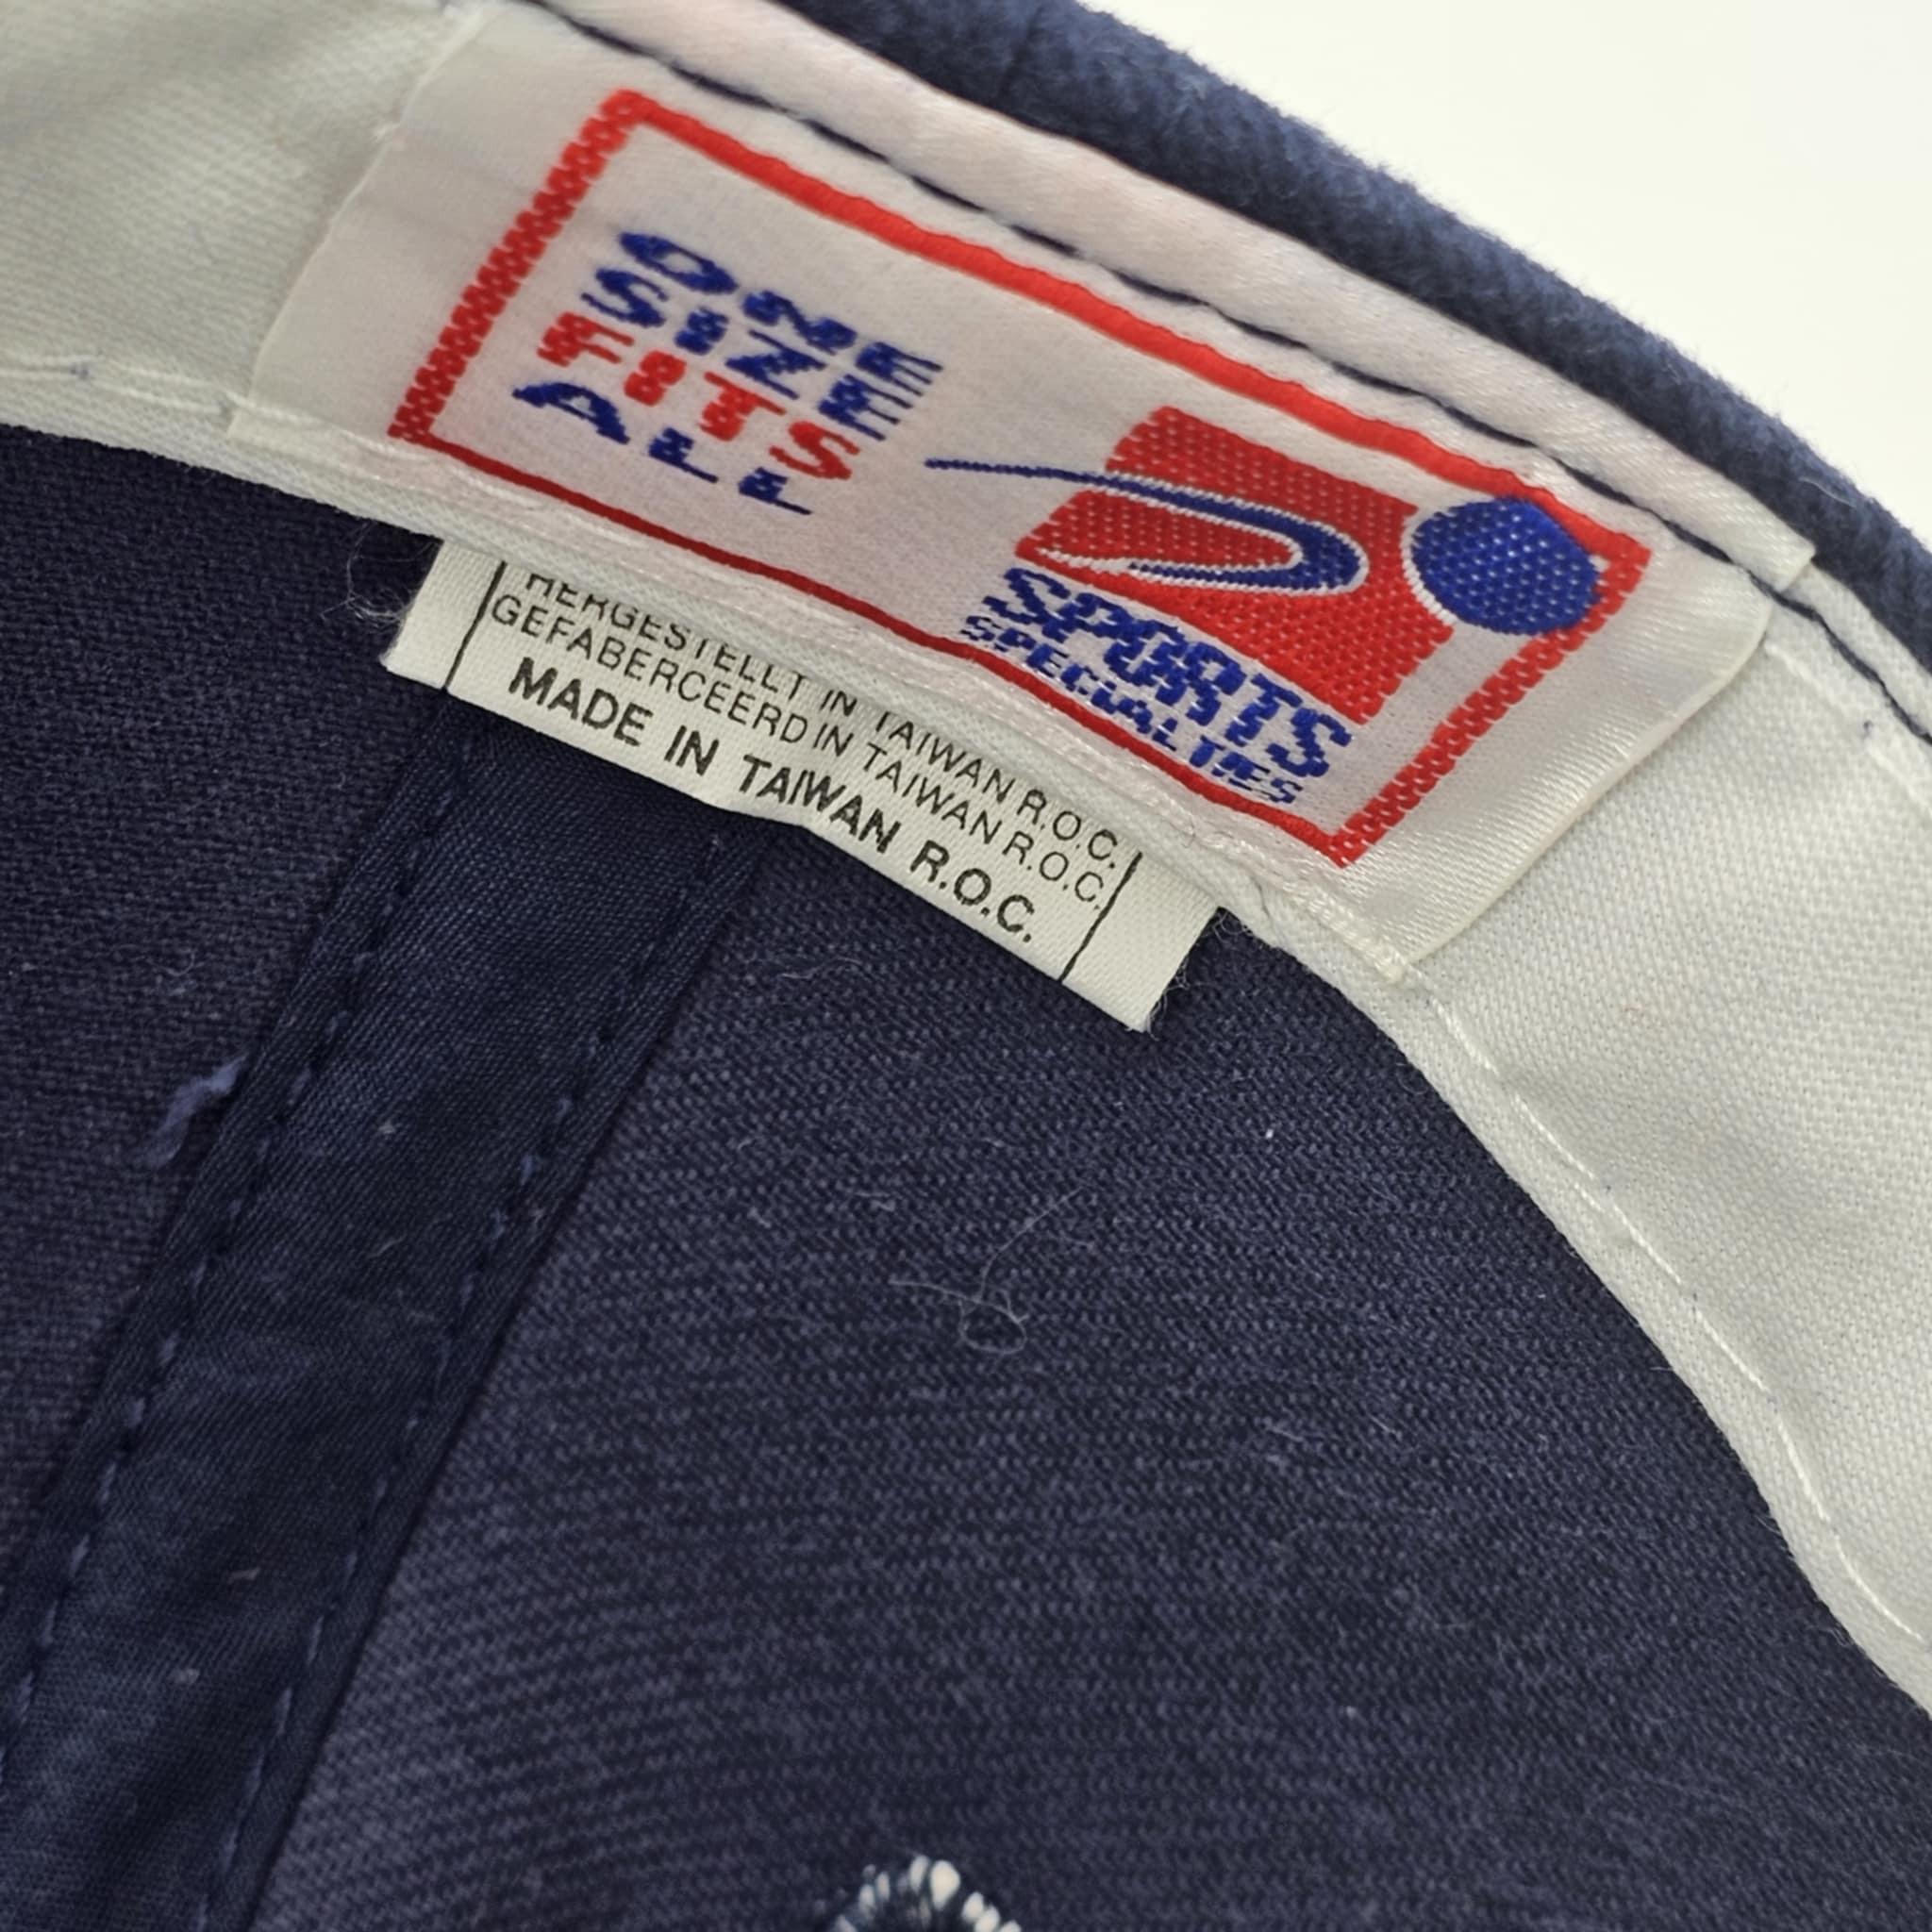 ONE
SIZE
FITS
ALL
SPORTS
SPECIALTIES
HERGESTELLT IN TAIWAN R.O.C.
GEFABERCEERD IN TAIWAN R.O.C.
MADE IN TAIWAN R.O.C.